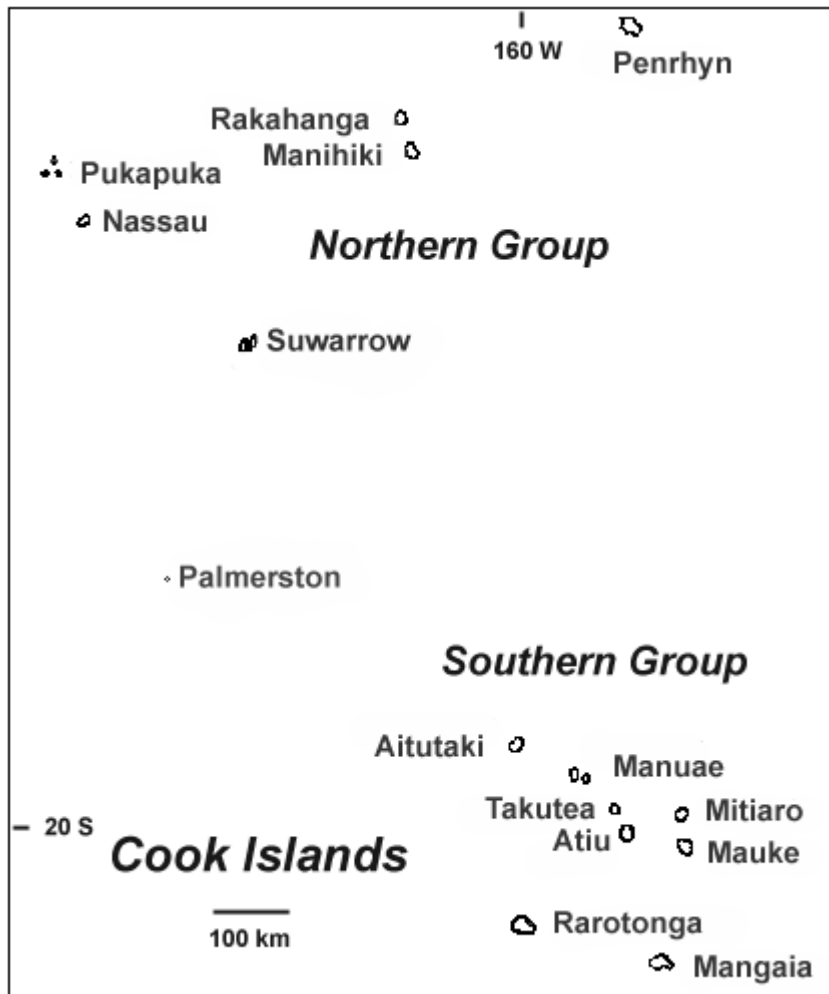 160 W
Penrhyn
Rakahanga
Manihiki
Pukapuka
Nassau
Northern Group
Suwarrow
Palmerston
Southern Group
Aitutaki
Manuae
Takutea
Mitiaro
20 S
Atiu
Mauke
Cook Islands
Rarotonga
100 km
Mangaia